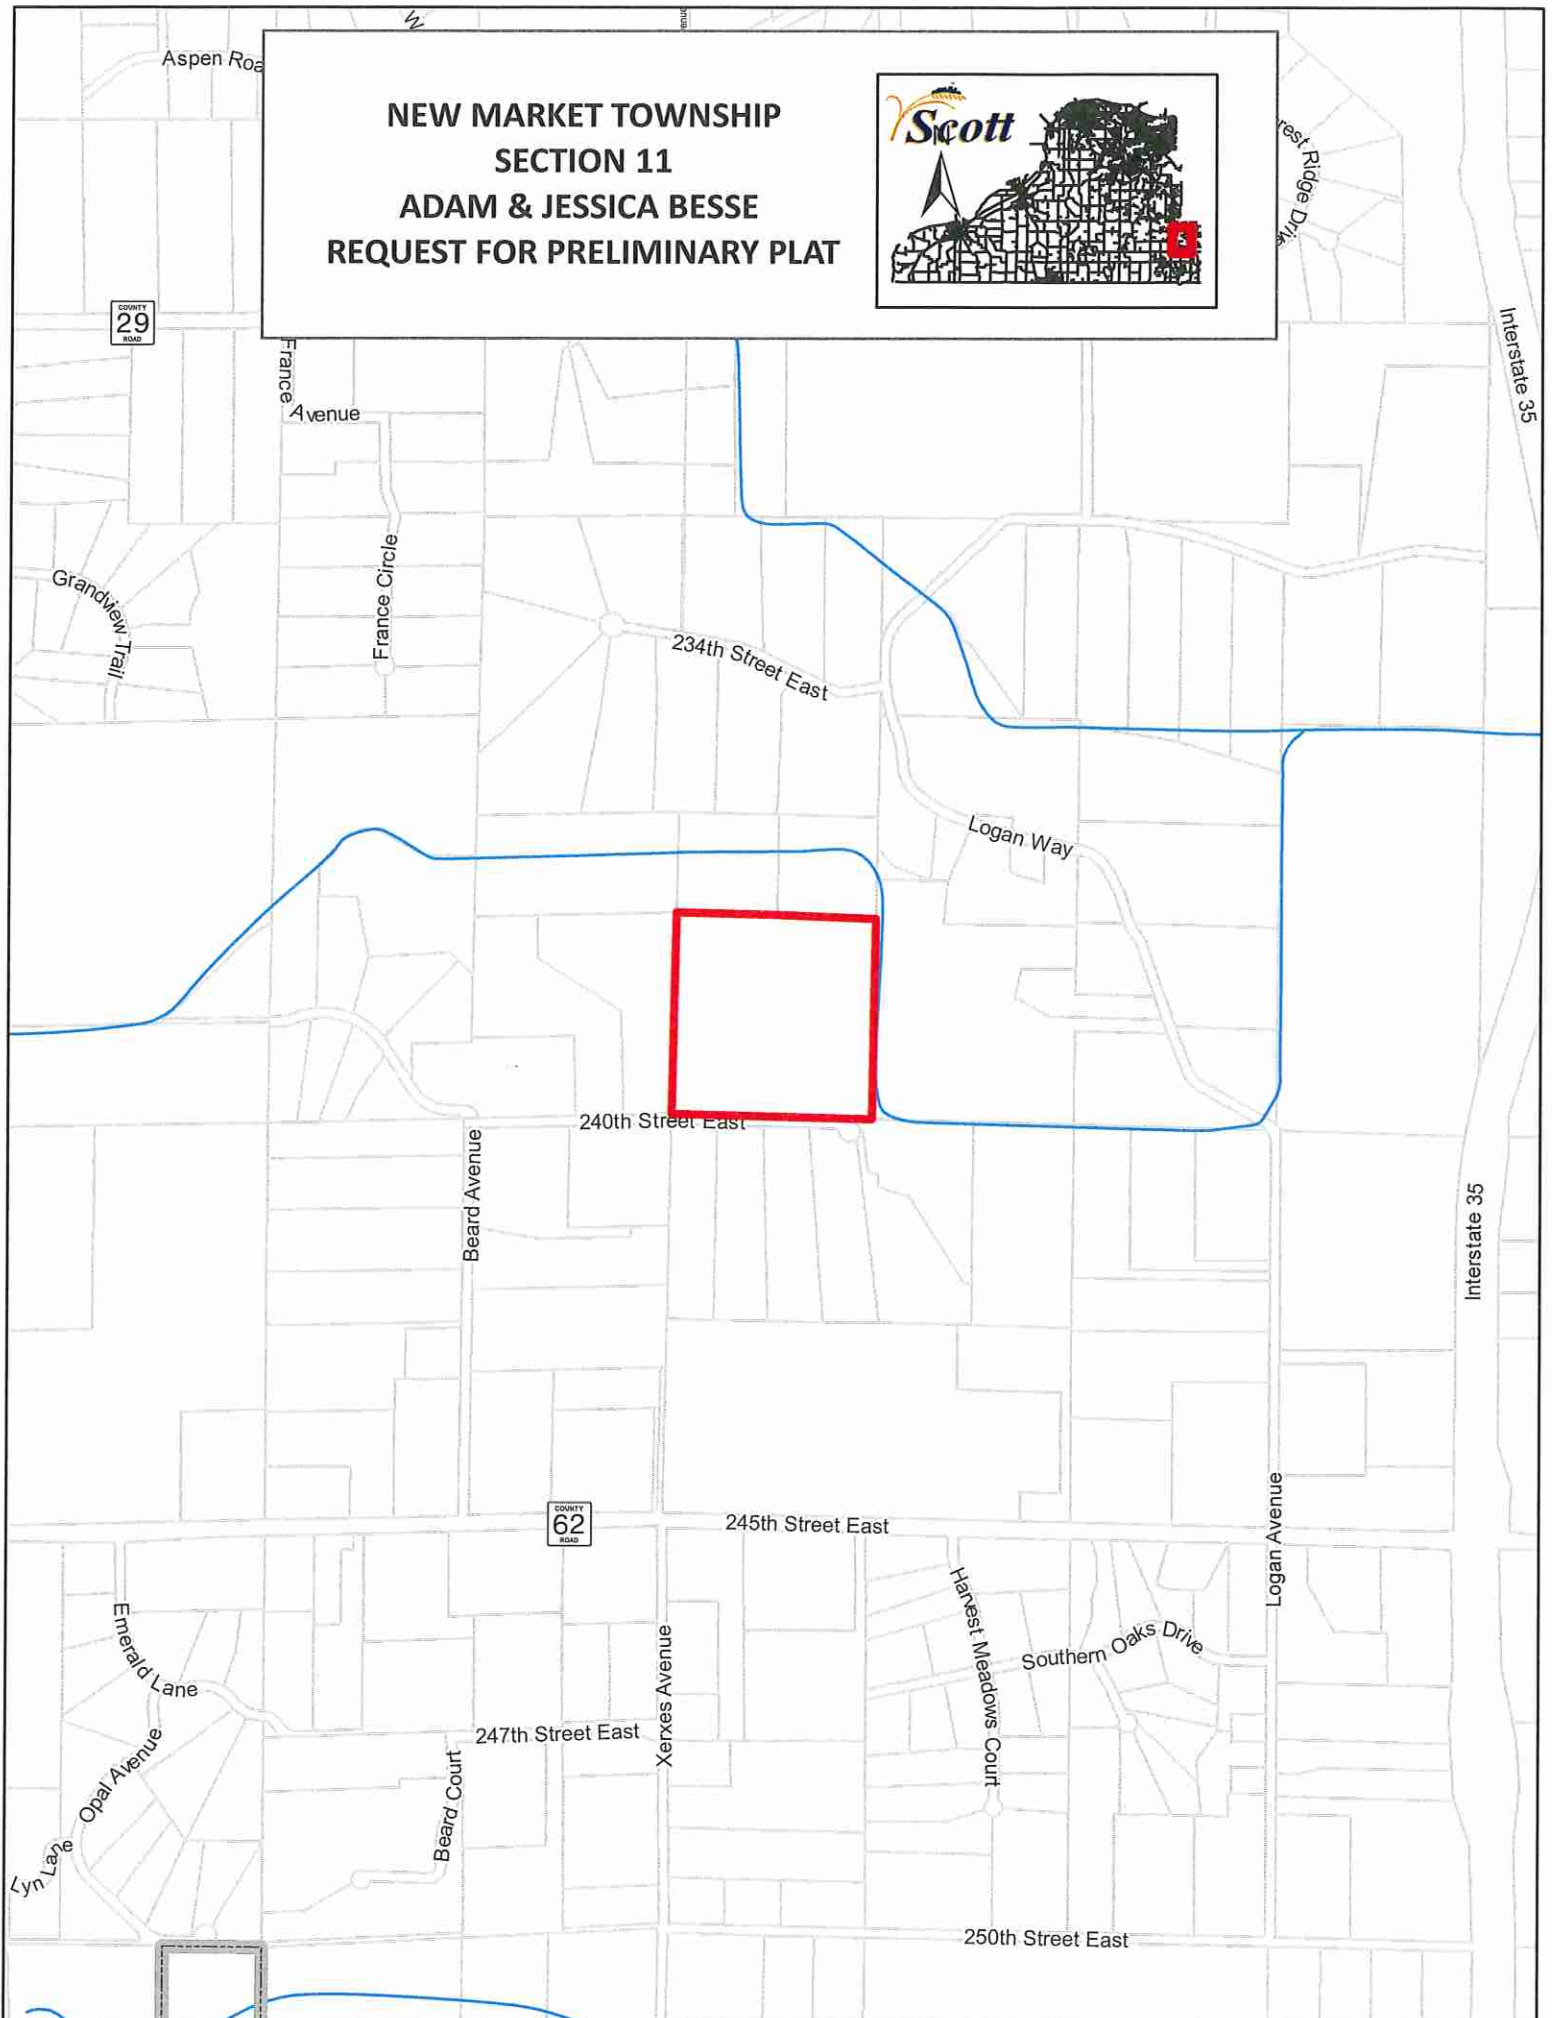 W
Aspen Roa
NEW MARKET TOWNSHIP
SECTION 11
ADAM & JESSICA BESSE
REQUEST FOR PRELIMINARY PLAT
Scott
N
rest Ridge Drive
COUNTY
29
ROAD
Interstate 35
France
Avenue
France Circle
Grandview Trail
234th Street East
Logan Way
240th Street East
Beard Avenue
Interstate 35
COUNTY
62
ROAD
245th Street East
Logan Avenue
Harvest Meadows Court
Emerald Lane
Southern Oaks Drive
Xerxes Avenue
247th Street East
Opal Avenue
Beard Court
Lyn Lane
250th Street East